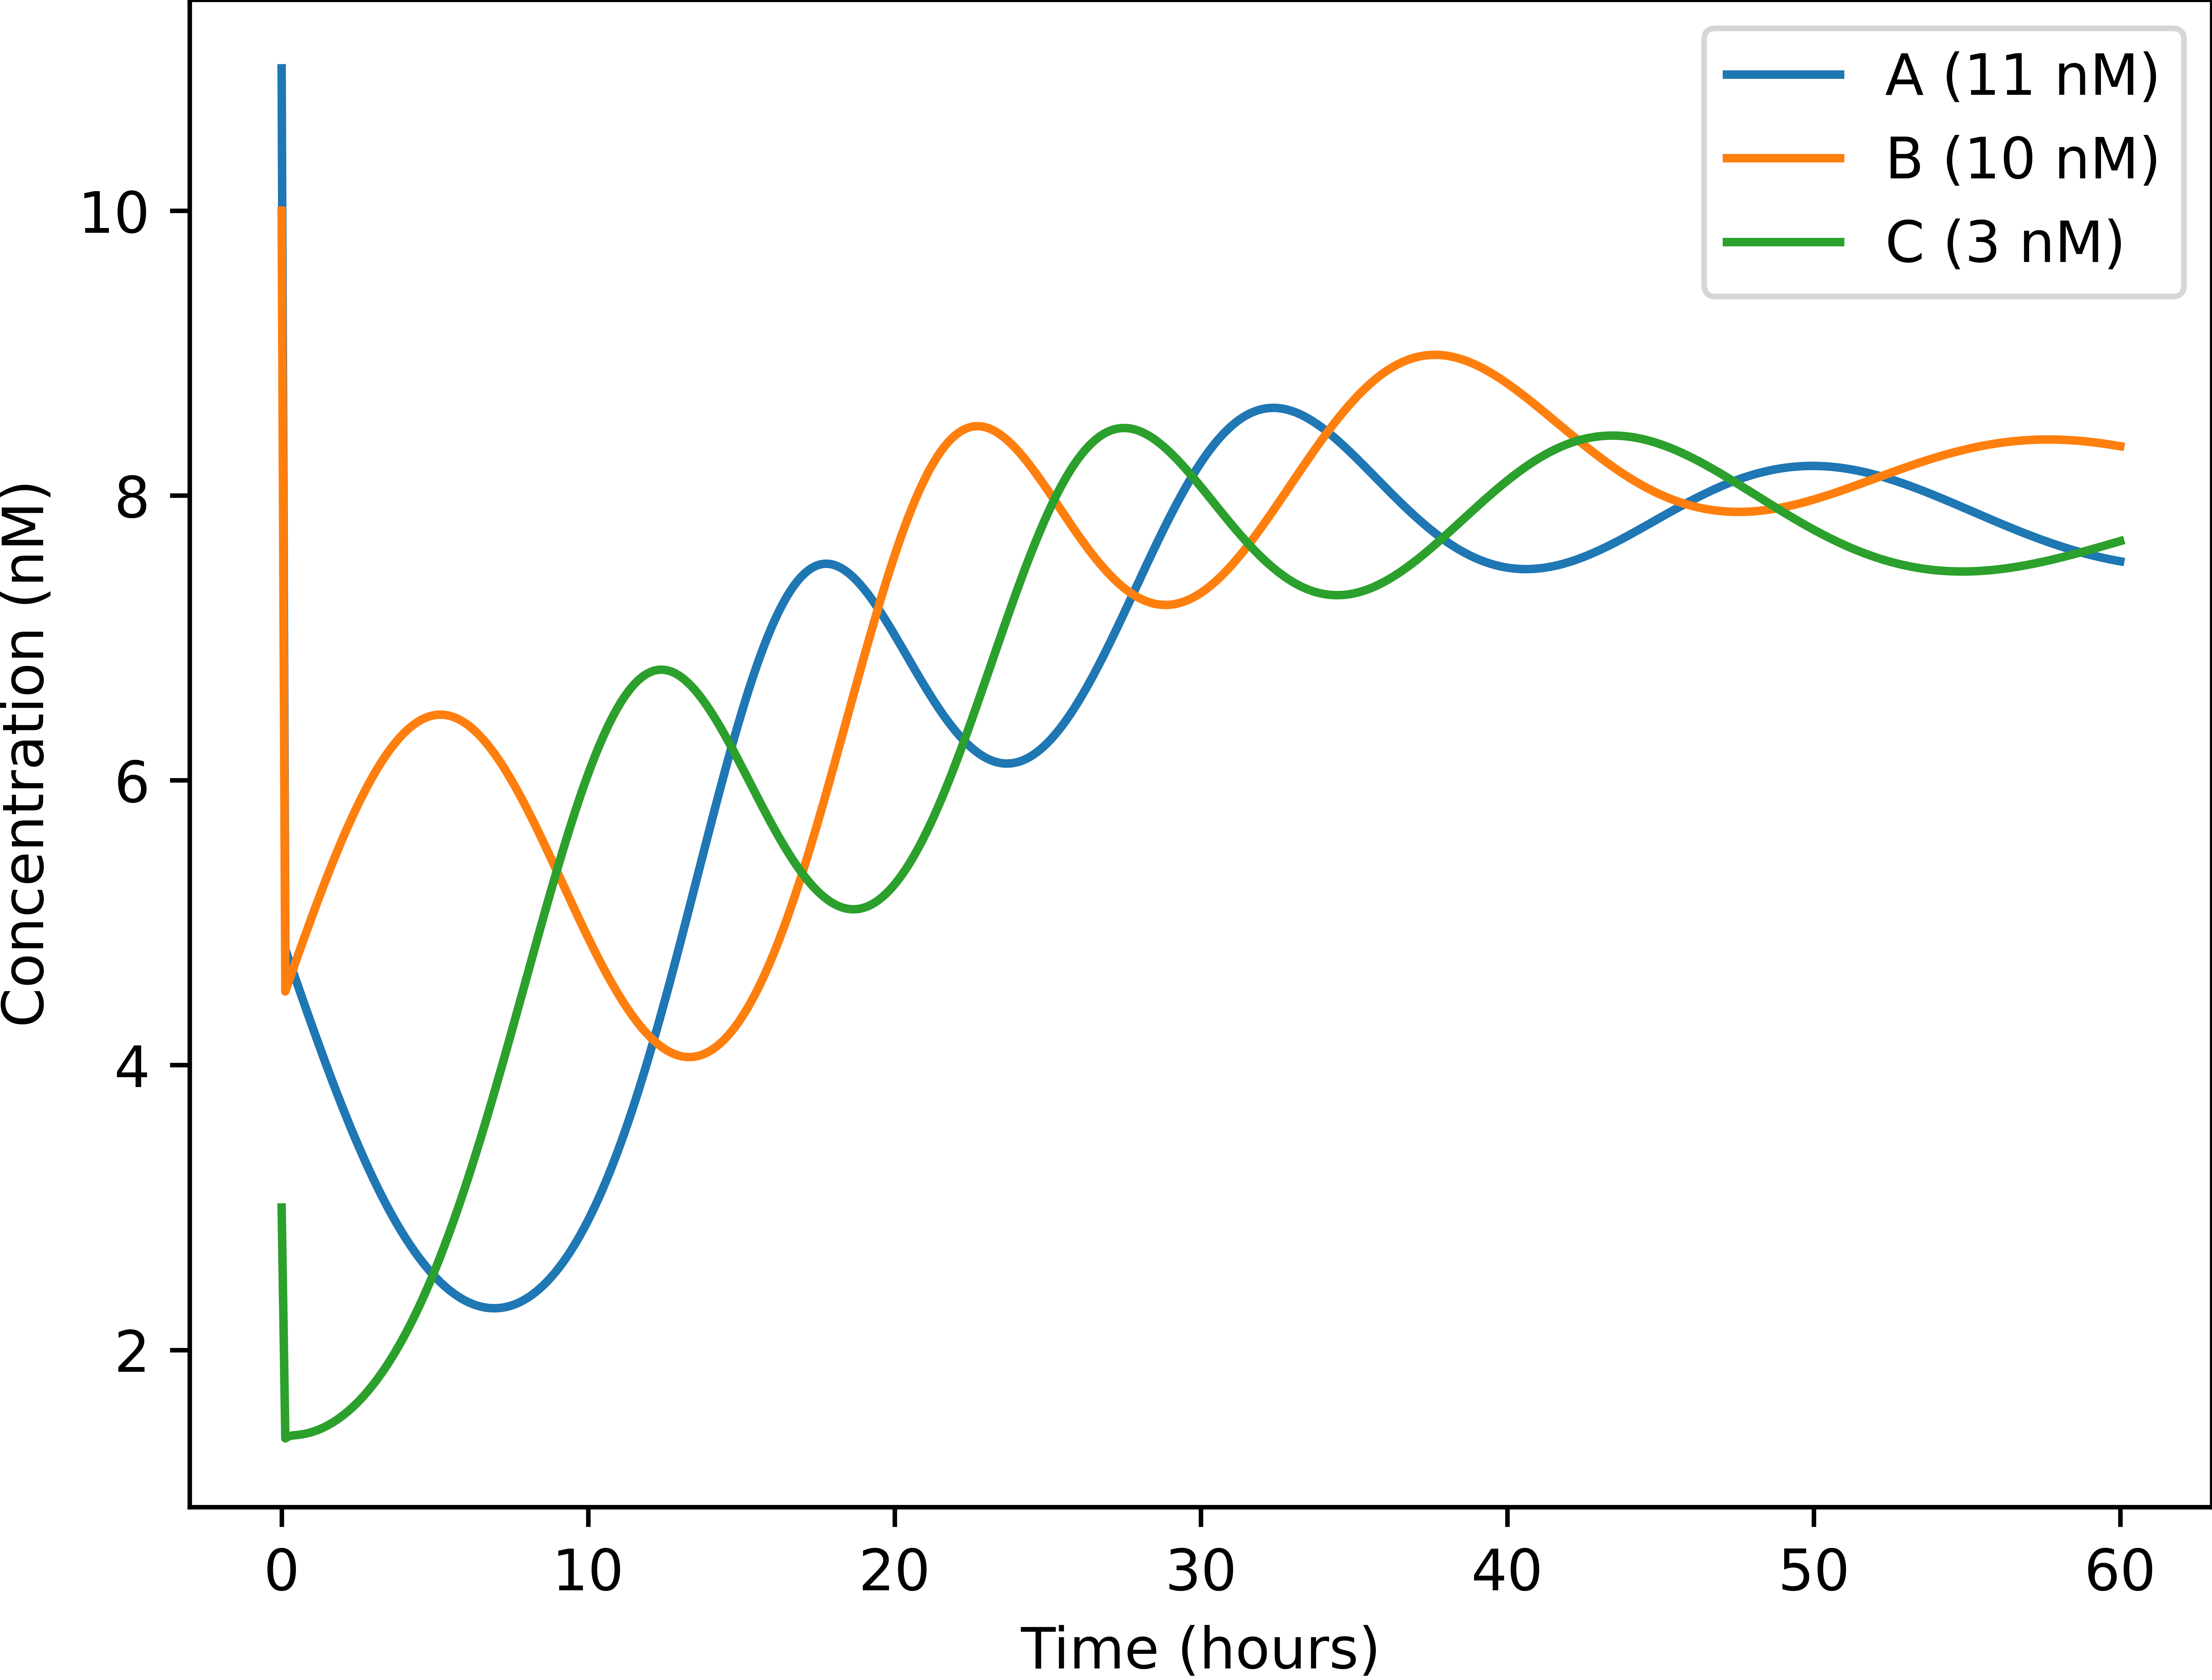 A (11 nM)
B (10 nM)
C (3 nM)
Concentration (nM)
10
8
6
4
2
0 10 20 30 40 50 60
Time (hours)